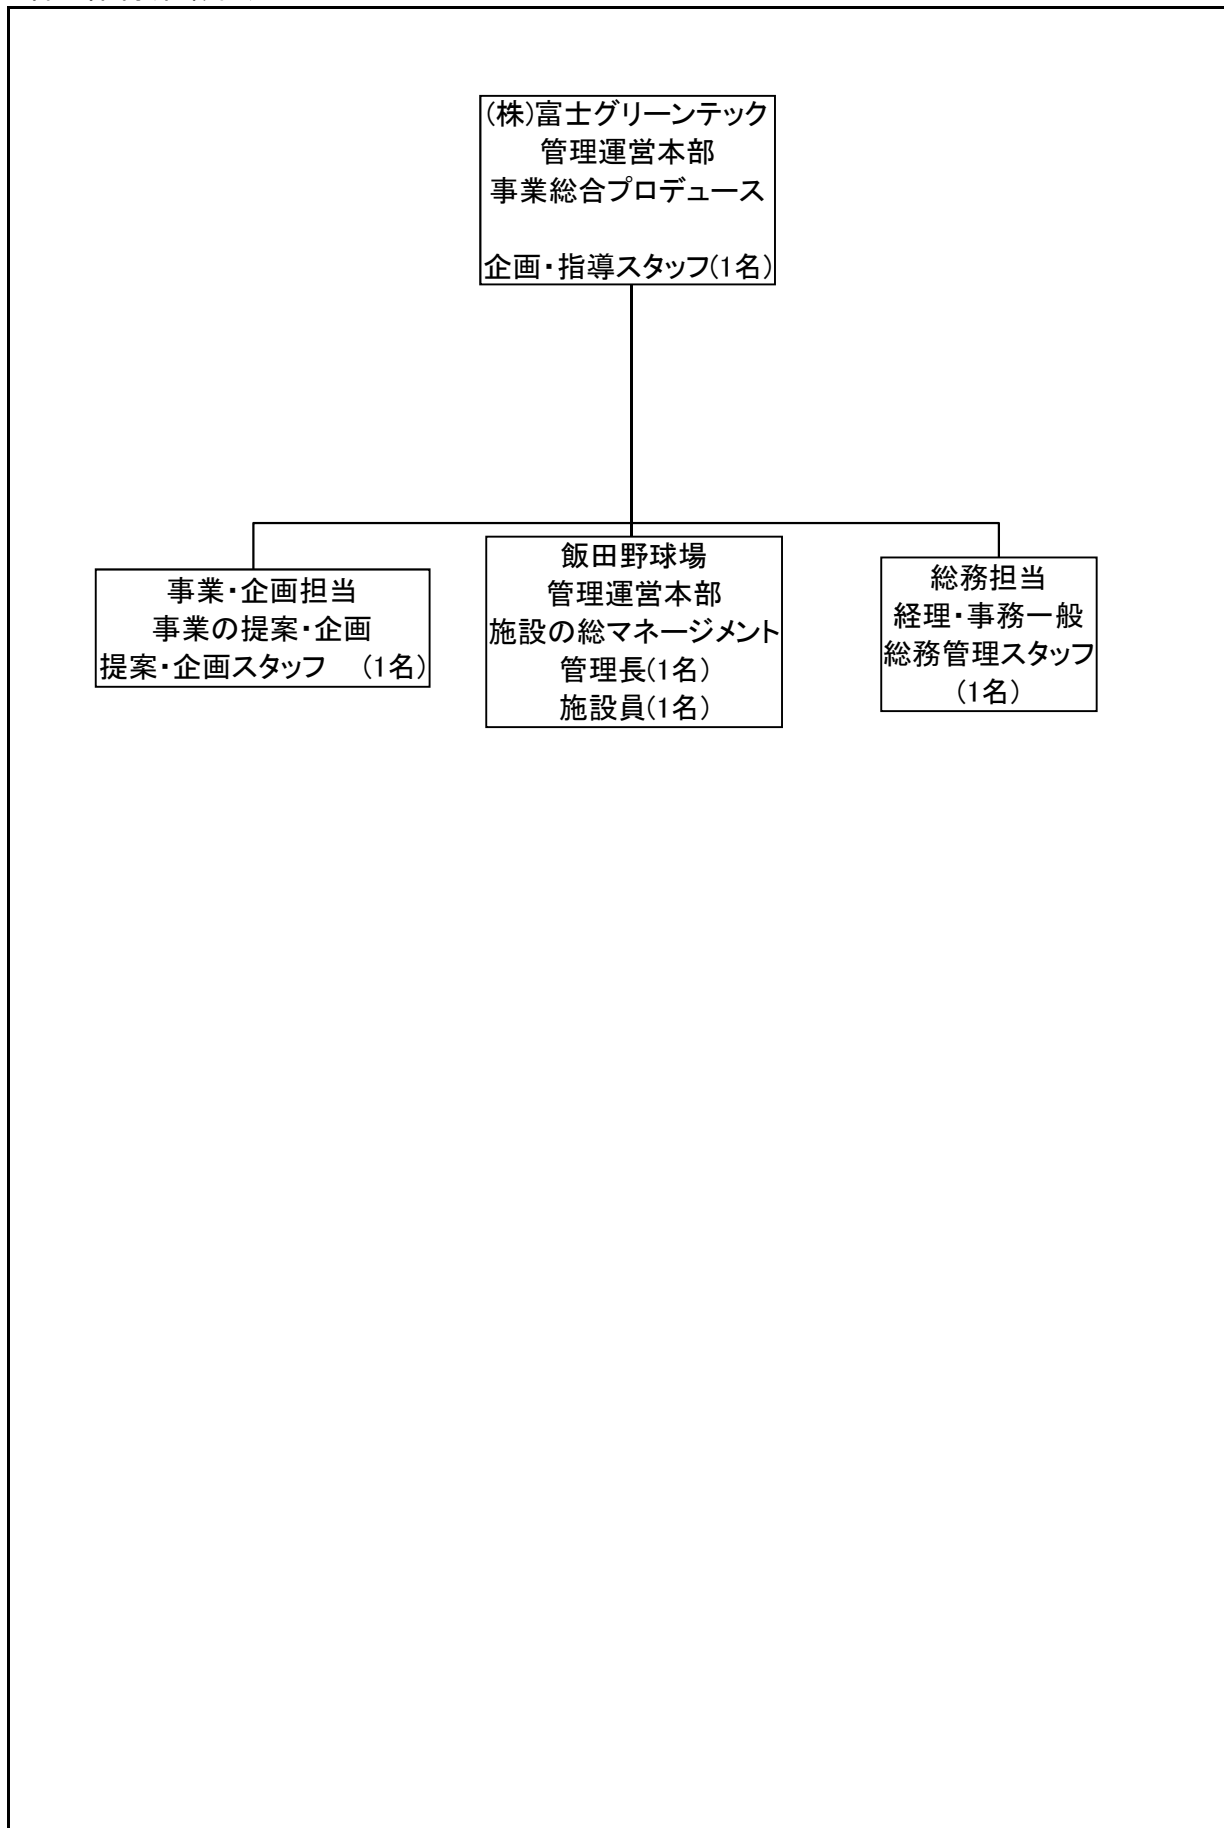 (株)富士グリーンテック
管理運営本部
事業総合プロデュース
企画・指導スタッフ(1名)
事業・企画担当
事業の提案・企画
提案・企画スタッフ　(1名)
飯田野球場
管理運営本部
施設の総マネージメント
管理長(1名)
施設員(1名)
総務担当
経理・事務一般
総務管理スタッフ
(1名)